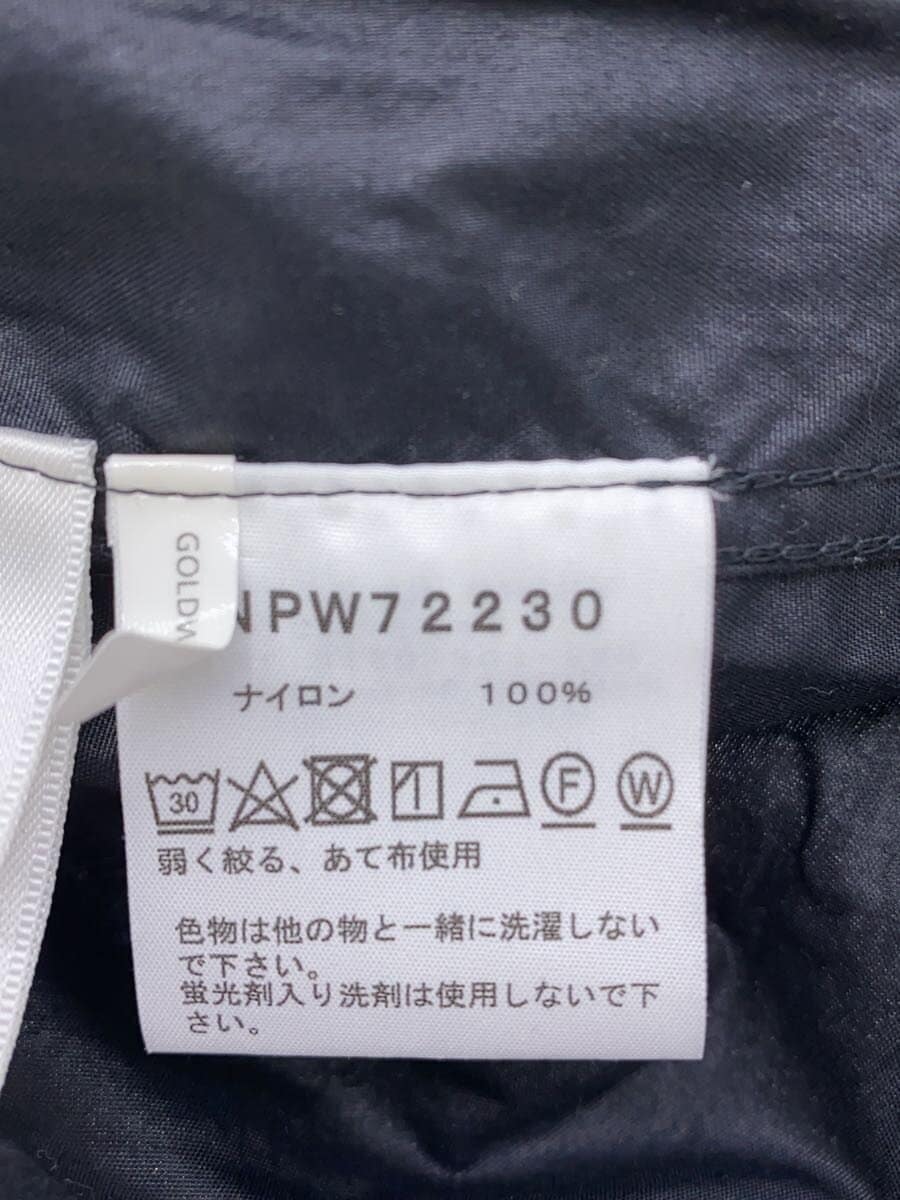 GOLDW
NPW72230
ナイロン 100%
30 F W
弱く絞る、あて布使用
色物は他の物と一緒に洗濯しない
で下さい。
蛍光剤入り洗剤は使用しないで下
さい。